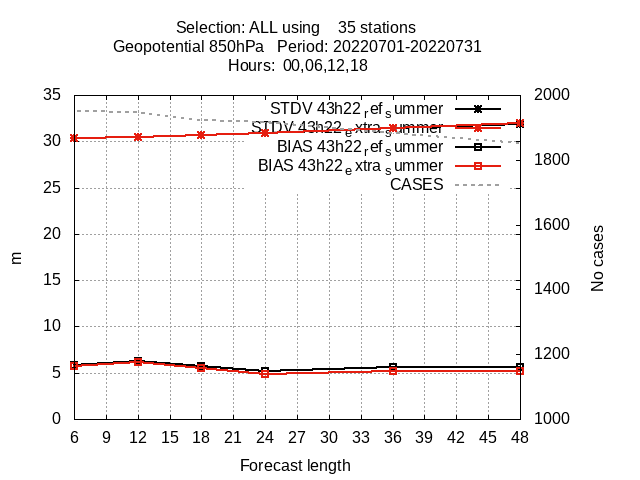 Selection: ALL using    35 stations
Geopotential 850hPa   Period: 20220701-20220731
Hours:  00,06,12,18
35
30
25
20
15
10
5
0
m
2000
1800
1600
1400
1200
1000
No cases
STDV 43h22_ref_summer
STDV 43h22_extra_summer
BIAS 43h22_ref_summer
BIAS 43h22_extra_summer
CASES
6 9 12 15 18 21 24 27 30 33 36 39 42 45 48
Forecast length